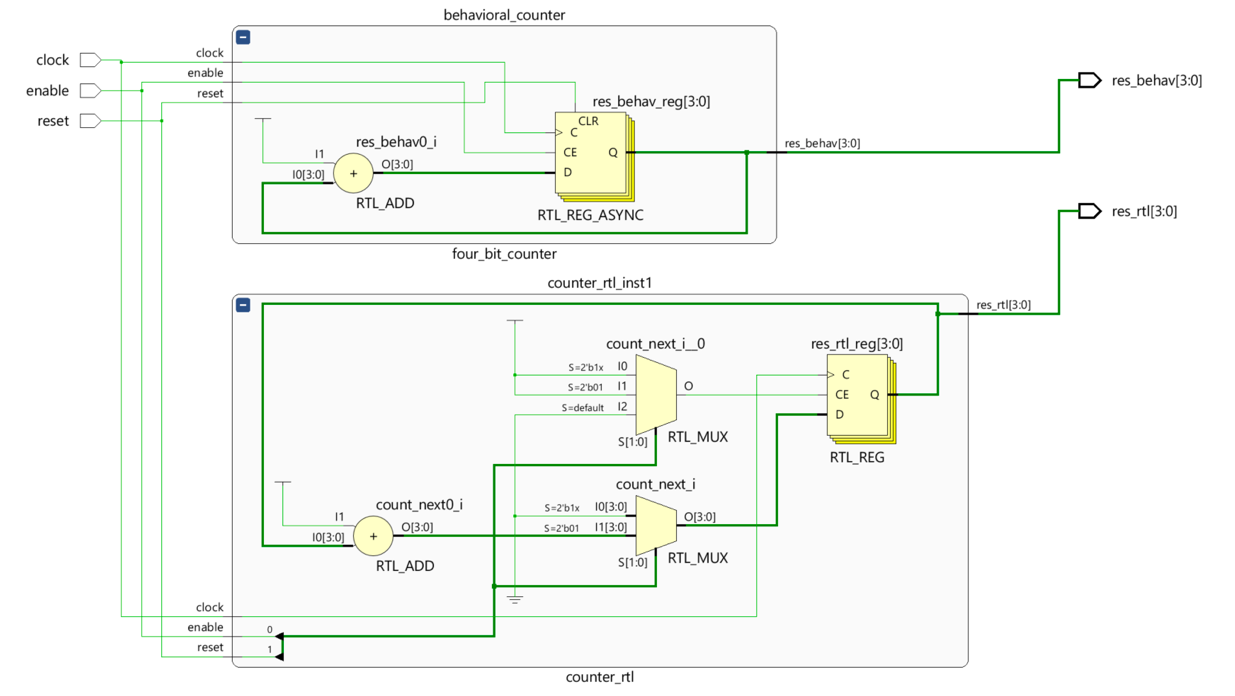 behavioral_counter
clock
enable
reset
clock
enable
reset
res_behav_reg[3:0]
CLR
C
CE
D
Q
RTL_REG_ASYNC
res_behav0_i
I1
I0[3:0]
+
O[3:0]
RTL_ADD
res_behav[3:0]
res_behav[3:0]
four_bit_counter
counter_rtl_inst1
res_rtl[3:0]
res_rtl[3:0]
count_next_i__0
S=2'b1x I0
S=2'b01 I1
S=default I2
S[1:0]
O
RTL_MUX
res_rtl_reg[3:0]
C
CE
D
Q
RTL_REG
count_next_i
S=2'b1x I0[3:0]
S=2'b01 I1[3:0]
S[1:0]
O[3:0]
RTL_MUX
count_next0_i
I1
I0[3:0]
+
O[3:0]
RTL_ADD
clock
enable 0
reset 1
counter_rtl